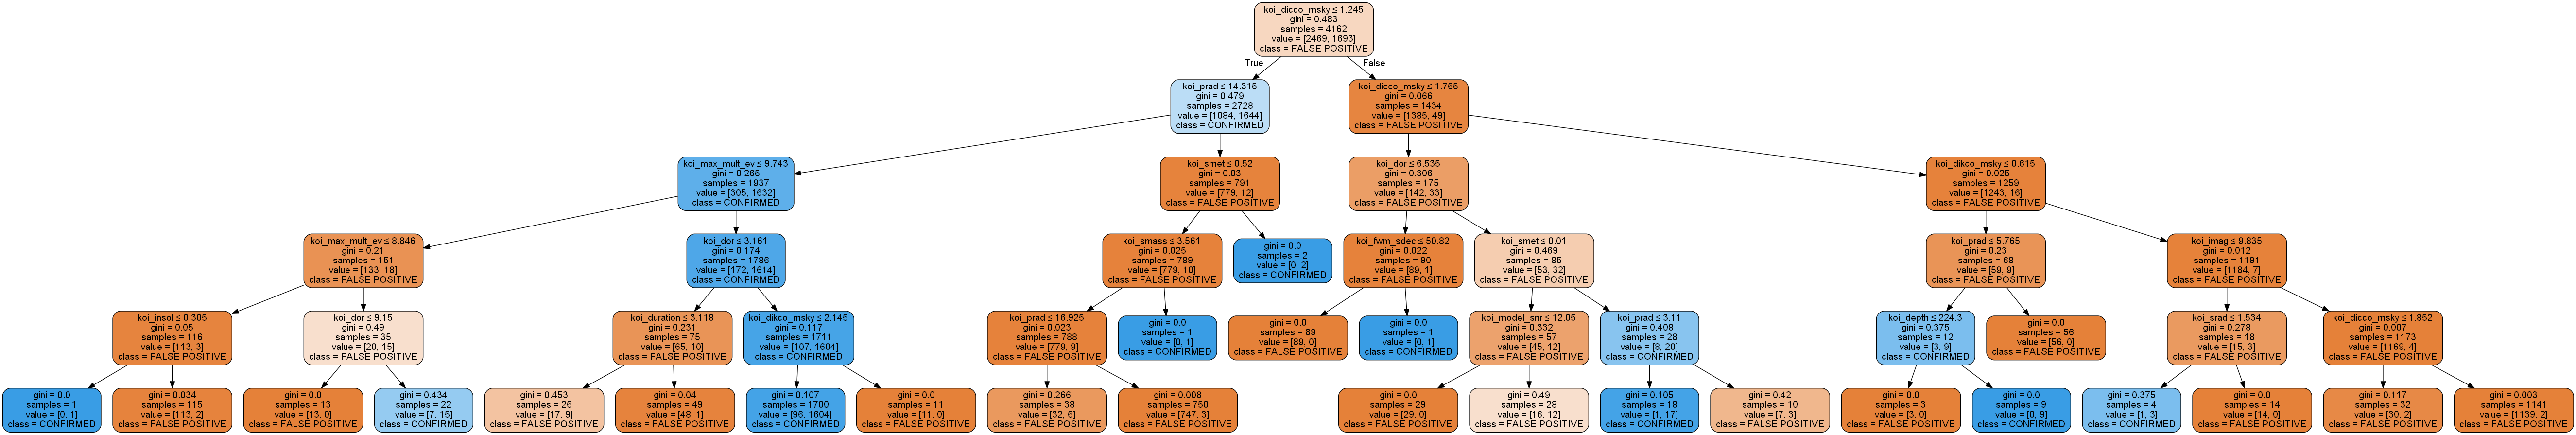 koi_dicco_msky ≤ 1.245
gini = 0.483
samples = 4162
value = [2469, 1693]
class = FALSE POSITIVE
True
False
koi_prad ≤ 14.315
gini = 0.479
samples = 2728
value = [1084, 1644]
class = CONFIRMED
koi_dicco_msky ≤ 1.765
gini = 0.066
samples = 1434
value = [1385, 49]
class = FALSE POSITIVE
koi_max_mult_ev ≤ 9.743
gini = 0.265
samples = 1937
value = [305, 1632]
class = CONFIRMED
koi_smet ≤ 0.52
gini = 0.03
samples = 791
value = [779, 12]
class = FALSE POSITIVE
koi_dor ≤ 6.535
gini = 0.306
samples = 175
value = [142, 33]
class = FALSE POSITIVE
koi_dikco_msky ≤ 0.615
gini = 0.025
samples = 1259
value = [1243, 16]
class = FALSE POSITIVE
koi_max_mult_ev ≤ 8.846
gini = 0.21
samples = 151
value = [133, 18]
class = FALSE POSITIVE
koi_dor ≤ 3.161
gini = 0.174
samples = 1786
value = [172, 1614]
class = CONFIRMED
koi_smass ≤ 3.561
gini = 0.025
samples = 789
value = [779, 10]
class = FALSE POSITIVE
gini = 0.0
samples = 2
value = [0, 2]
class = CONFIRMED
koi_fwm_sdec ≤ 50.82
gini = 0.022
samples = 90
value = [89, 1]
class = FALSE POSITIVE
koi_smet ≤ 0.01
gini = 0.469
samples = 85
value = [53, 32]
class = FALSE POSITIVE
koi_prad ≤ 5.765
gini = 0.23
samples = 68
value = [59, 9]
class = FALSE POSITIVE
koi_imag ≤ 9.835
gini = 0.012
samples = 1191
value = [1184, 7]
class = FALSE POSITIVE
koi_insol ≤ 0.305
gini = 0.05
samples = 116
value = [113, 3]
class = FALSE POSITIVE
koi_dor ≤ 9.15
gini = 0.49
samples = 35
value = [20, 15]
class = FALSE POSITIVE
koi_duration ≤ 3.118
gini = 0.231
samples = 75
value = [65, 10]
class = FALSE POSITIVE
koi_dikco_msky ≤ 2.145
gini = 0.117
samples = 1711
value = [107, 1604]
class = CONFIRMED
koi_prad ≤ 16.925
gini = 0.023
samples = 788
value = [779, 9]
class = FALSE POSITIVE
gini = 0.0
samples = 1
value = [0, 1]
class = CONFIRMED
gini = 0.0
samples = 89
value = [89, 0]
class = FALSE POSITIVE
gini = 0.0
samples = 1
value = [0, 1]
class = CONFIRMED
koi_model_snr ≤ 12.05
gini = 0.332
samples = 57
value = [45, 12]
class = FALSE POSITIVE
koi_prad ≤ 3.11
gini = 0.408
samples = 28
value = [8, 20]
class = CONFIRMED
koi_depth ≤ 224.3
gini = 0.375
samples = 12
value = [3, 9]
class = CONFIRMED
gini = 0.0
samples = 56
value = [56, 0]
class = FALSE POSITIVE
koi_srad ≤ 1.534
gini = 0.278
samples = 18
value = [15, 3]
class = FALSE POSITIVE
koi_dicco_msky ≤ 1.852
gini = 0.007
samples = 1173
value = [1169, 4]
class = FALSE POSITIVE
gini = 0.0
samples = 1
value = [0, 1]
class = CONFIRMED
gini = 0.034
samples = 115
value = [113, 2]
class = FALSE POSITIVE
gini = 0.0
samples = 13
value = [13, 0]
class = FALSE POSITIVE
gini = 0.434
samples = 22
value = [7, 15]
class = CONFIRMED
gini = 0.453
samples = 26
value = [17, 9]
class = FALSE POSITIVE
gini = 0.04
samples = 49
value = [48, 1]
class = FALSE POSITIVE
gini = 0.107
samples = 1700
value = [96, 1604]
class = CONFIRMED
gini = 0.0
samples = 11
value = [11, 0]
class = FALSE POSITIVE
gini = 0.266
samples = 38
value = [32, 6]
class = FALSE POSITIVE
gini = 0.008
samples = 750
value = [747, 3]
class = FALSE POSITIVE
gini = 0.0
samples = 29
value = [29, 0]
class = FALSE POSITIVE
gini = 0.49
samples = 28
value = [16, 12]
class = FALSE POSITIVE
gini = 0.105
samples = 18
value = [1, 17]
class = CONFIRMED
gini = 0.42
samples = 10
value = [7, 3]
class = FALSE POSITIVE
gini = 0.0
samples = 3
value = [3, 0]
class = FALSE POSITIVE
gini = 0.0
samples = 9
value = [0, 9]
class = CONFIRMED
gini = 0.375
samples = 4
value = [1, 3]
class = CONFIRMED
gini = 0.0
samples = 14
value = [14, 0]
class = FALSE POSITIVE
gini = 0.117
samples = 32
value = [30, 2]
class = FALSE POSITIVE
gini = 0.003
samples = 1141
value = [1139, 2]
class = FALSE POSITIVE